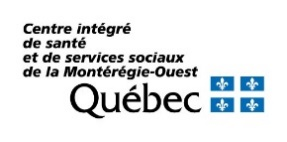 Centre intégré
de santé
et de services sociaux
de la Montérégie-Ouest
Québec